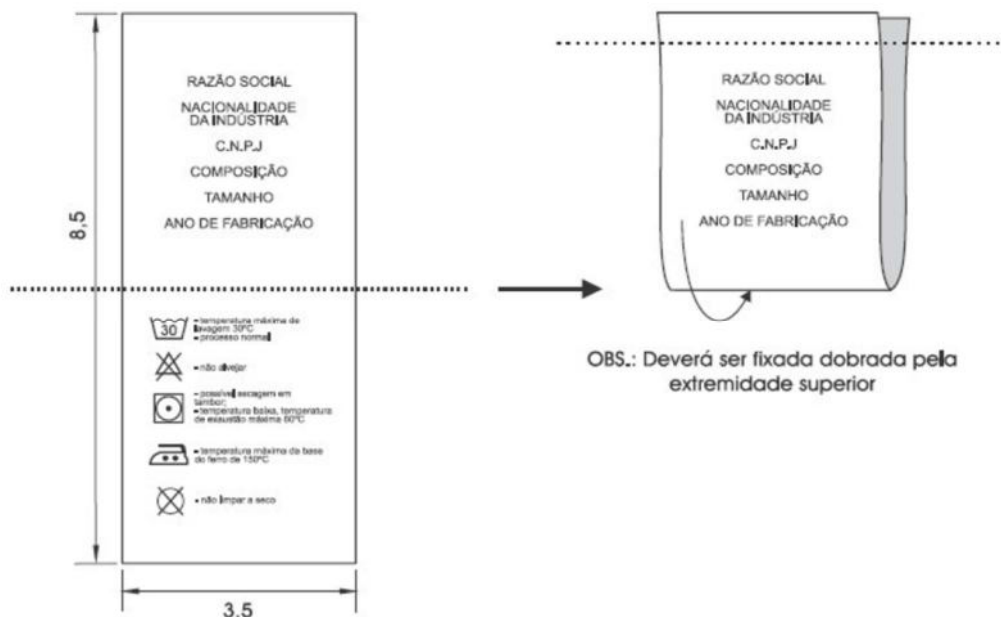 RAZÃO SOCIAL
NACIONALIDADE
DA INDÚSTRIA
C.N.P.J
COMPOSIÇÃO
TAMANHO
ANO DE FABRICAÇÃO
8,5
30
- temperatura máxima de
lavagem 30ºC
- processo normal
- não alvejar
- possível secagem em
tambor;
- temperatura baixa, temperatura
de exaustão máxima 60ºC
- temperatura máxima da base
do ferro de 150ºC
- não limpar a seco
3,5
RAZÃO SOCIAL
NACIONALIDADE
DA INDÚSTRIA
C.N.P.J
COMPOSIÇÃO
TAMANHO
ANO DE FABRICAÇÃO
OBS.: Deverá ser fixada dobrada pela
extremidade superior